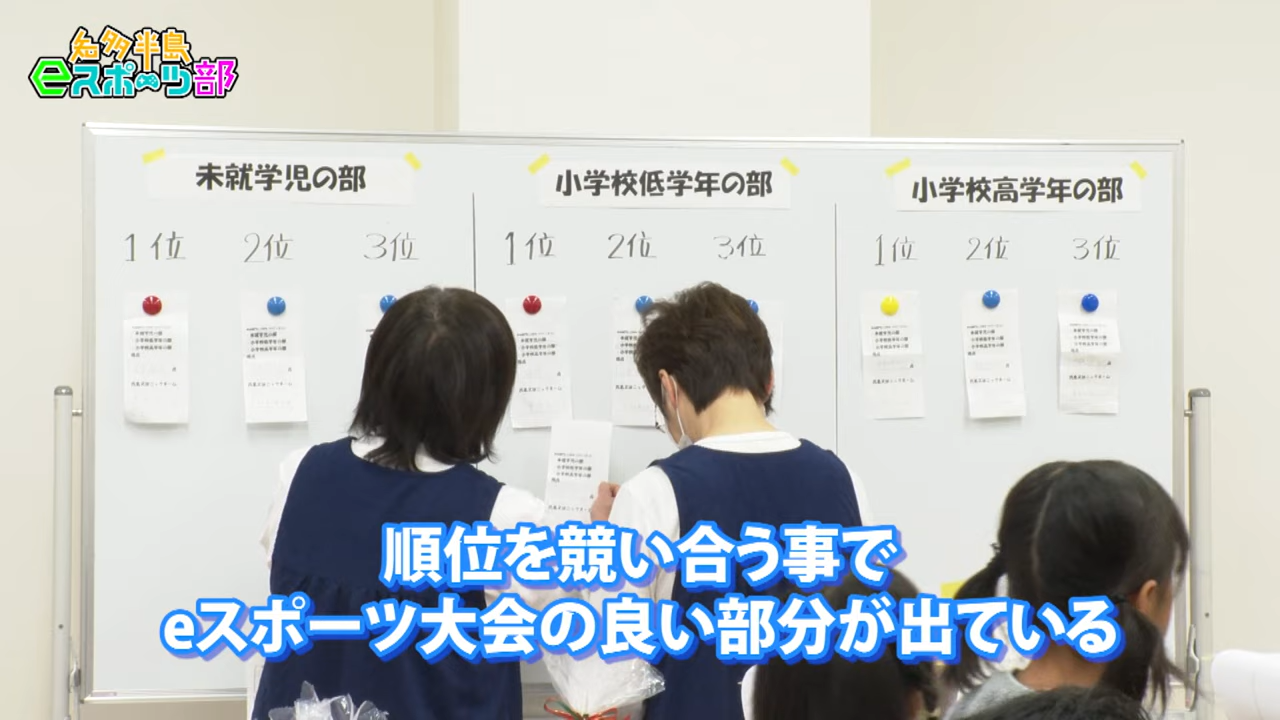 知多半島
eスポーツ部
未就学児の部
小学校低学年の部
小学校高学年の部
1位
2位
3位
1位
2位
3位
1位
2位
3位
順位を競い合う事で
eスポーツ大会の良い部分が出ている